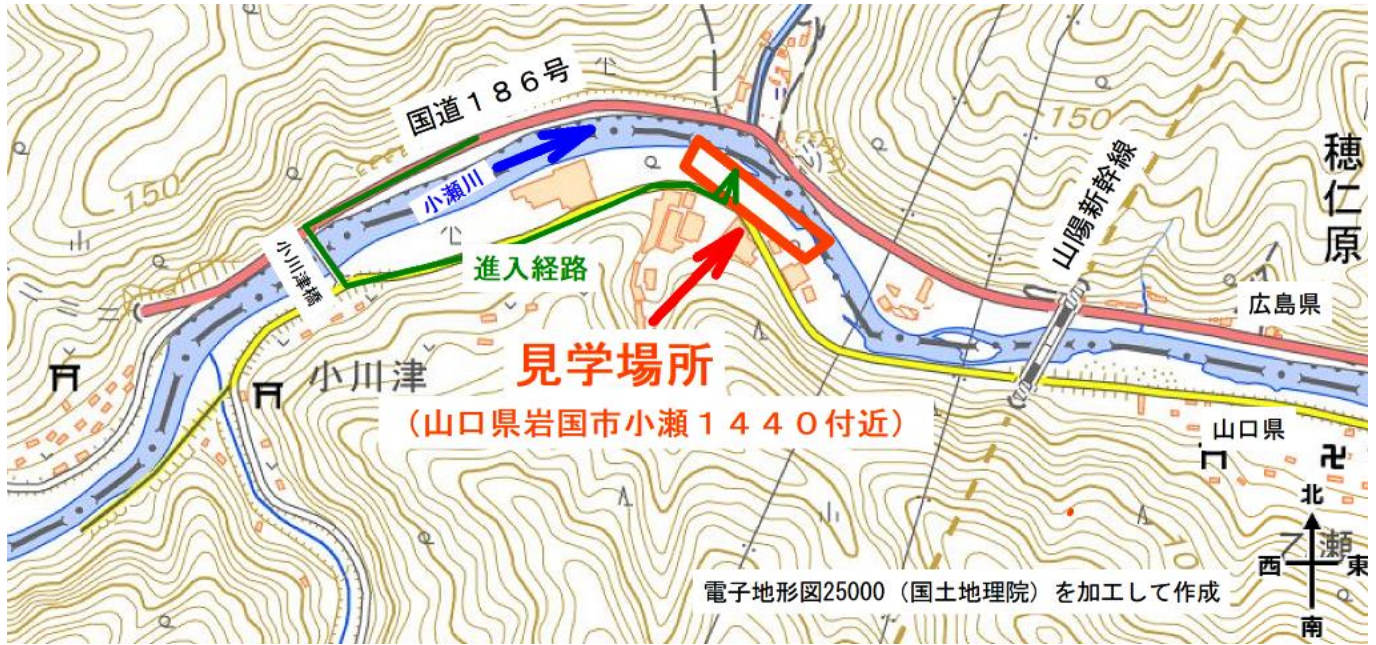 国道１８６号
150
穂仁原
小瀬川
山陽新幹線
150
小川津橋
進入経路
広島県
見学場所
小川津
（山口県岩国市小瀬１４４０付近）
山口県
北
西
東
南
瀬
電子地形図25000（国土地理院）を加工して作成